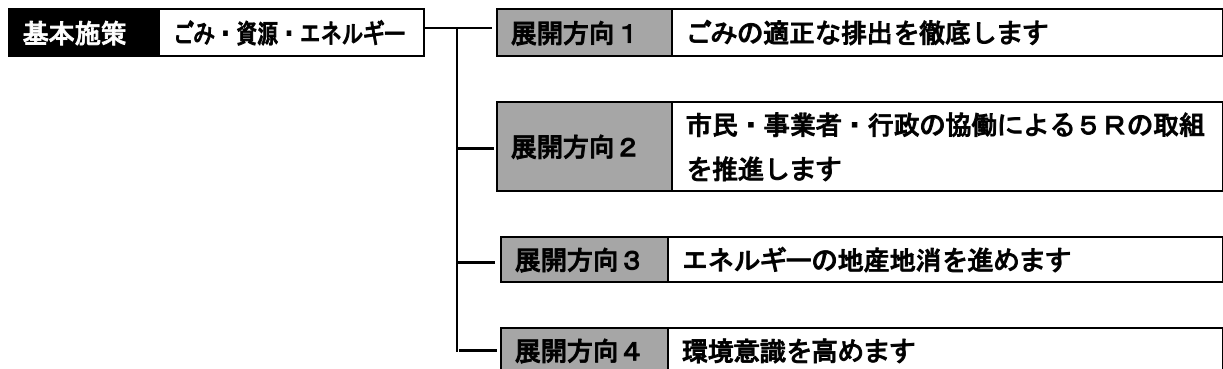 基本施策 ごみ・資源・エネルギー
展開方向１ ごみの適正な排出を徹底します
展開方向２ 市民・事業者・行政の協働による５Ｒの取組
を推進します
展開方向３ エネルギーの地産地消を進めます
展開方向４ 環境意識を高めます